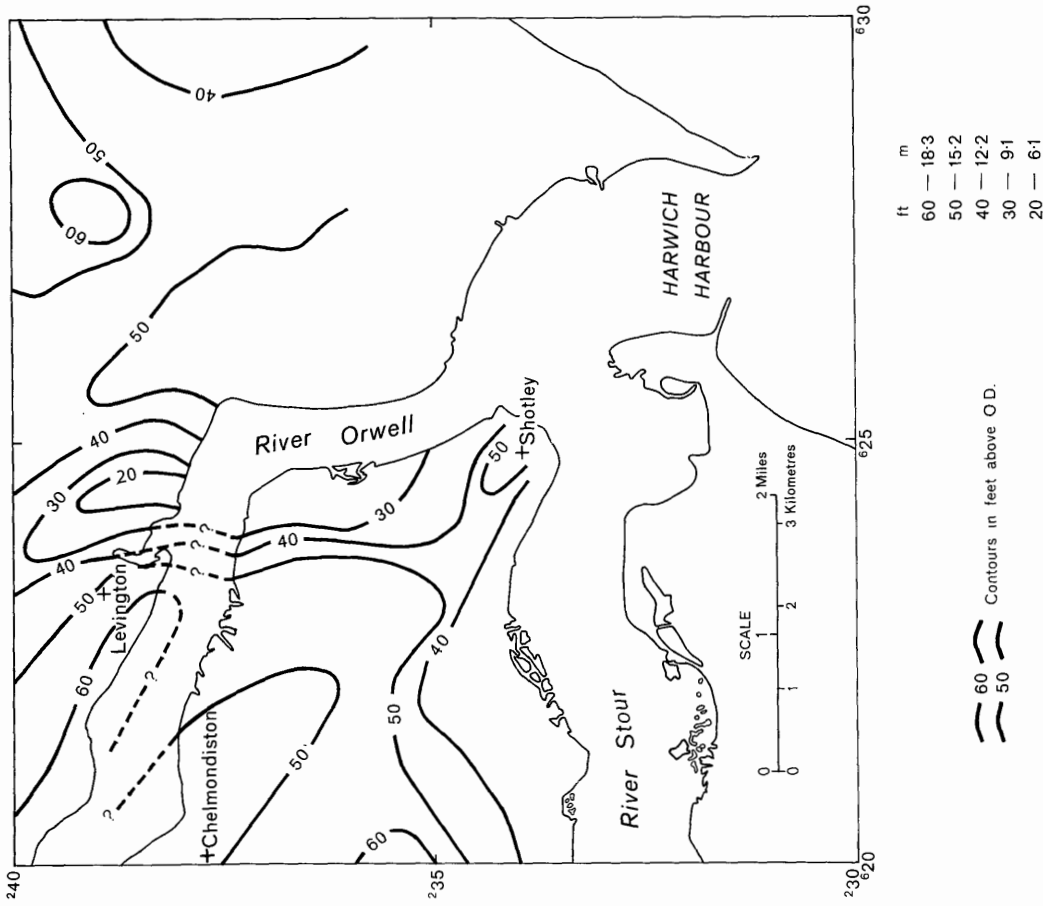 ²40
²35
²30
⁶20
⁶25
⁶30
60
50
40
30
20
40
50
60
50
40
50
50
60
50
40
30
40
50
?
?
?
?
?
Levington
Chelmondiston
Shotley
River Orwell
River Stour
HARWICH
HARBOUR
SCALE
0 1 2 Miles
0 1 2 3 Kilometres
60
50 Contours in feet above O D.
ft m
60 — 18·3
50 — 15·2
40 — 12·2
30 — 9·1
20 — 6·1